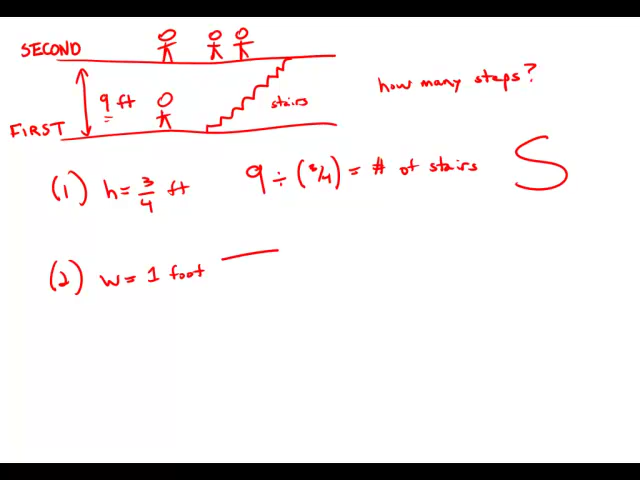 SECOND
9 ft
stairs
how many steps?
FIRST
(1) h = 3/4 ft
9 ÷ (3/4) = # of stairs
S
(2) w = 1 foot